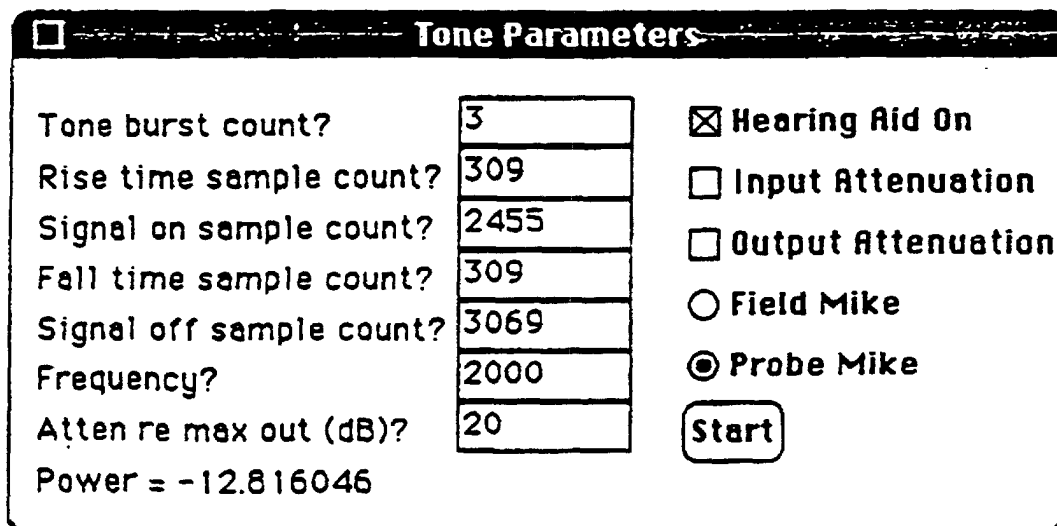 Tone Parameters
Tone burst count? 3
Rise time sample count? 309
Signal on sample count? 2455
Fall time sample count? 309
Signal off sample count? 3069
Frequency? 2000
Atten re max out (dB)? 20
Power = -12.816046
Hearing Aid On
Input Attenuation
Output Attenuation
Field Mike
Probe Mike
Start